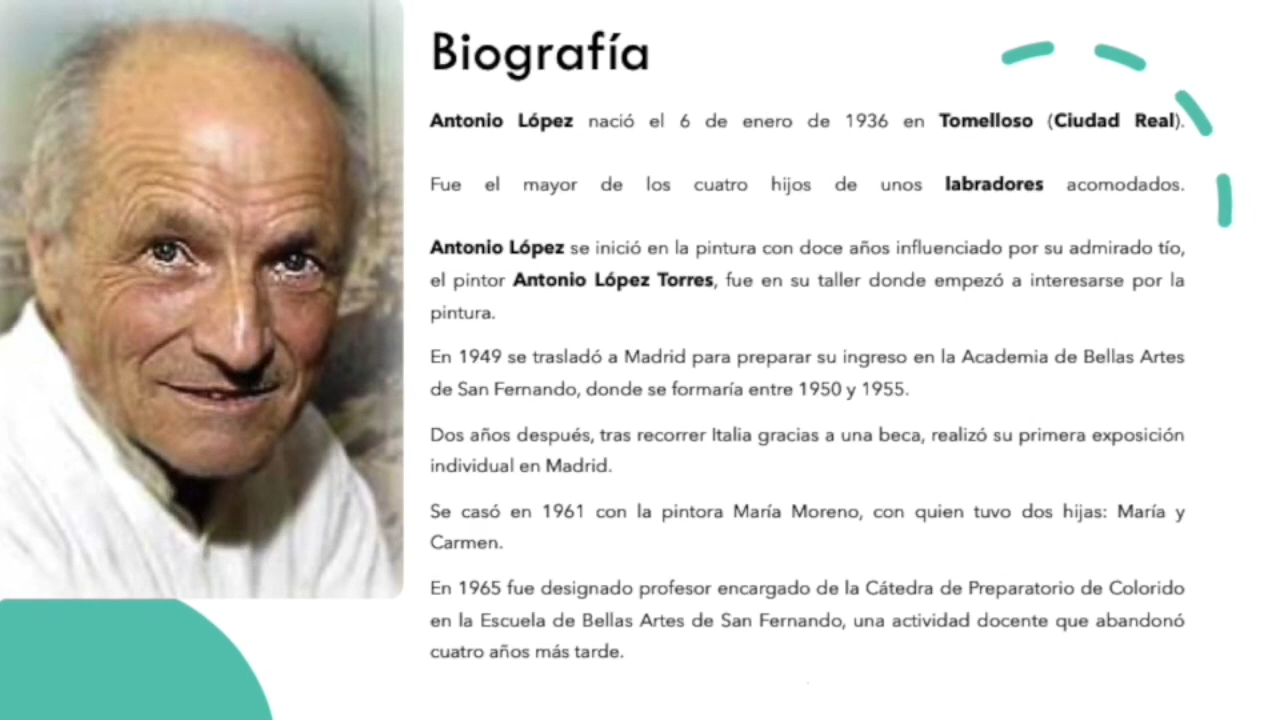 Biografía
Antonio López nació el 6 de enero de 1936 en Tomelloso (Ciudad Real).
Fue el mayor de los cuatro hijos de unos labradores acomodados.
Antonio López se inició en la pintura con doce años influenciado por su admirado tío,
el pintor Antonio López Torres, fue en su taller donde empezó a interesarse por la
pintura.
En 1949 se trasladó a Madrid para preparar su ingreso en la Academia de Bellas Artes
de San Fernando, donde se formaría entre 1950 y 1955.
Dos años después, tras recorrer Italia gracias a una beca, realizó su primera exposición
individual en Madrid.
Se casó en 1961 con la pintora María Moreno, con quien tuvo dos hijas: María y
Carmen.
En 1965 fue designado profesor encargado de la Cátedra de Preparatorio de Colorido
en la Escuela de Bellas Artes de San Fernando, una actividad docente que abandonó
cuatro años más tarde.